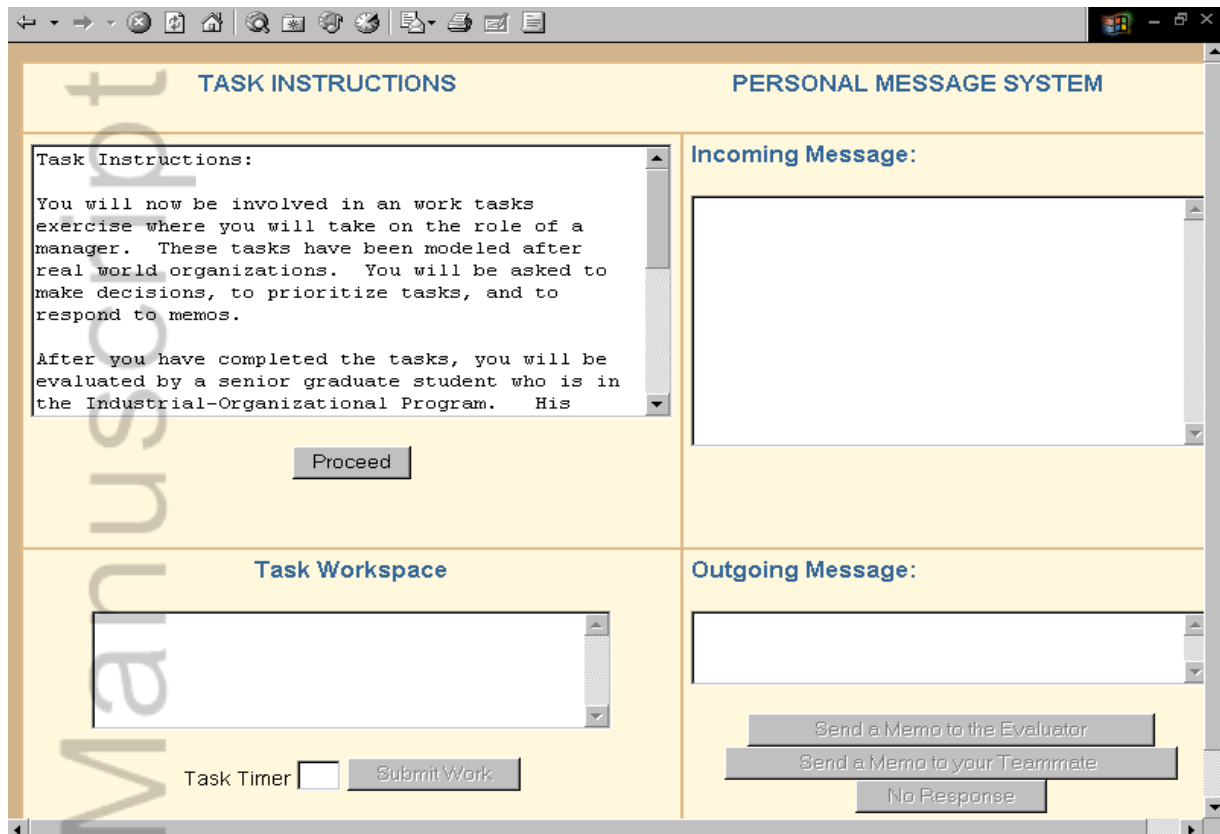 TASK INSTRUCTIONS
PERSONAL MESSAGE SYSTEM
Task Instructions:
You will now be involved in an work tasks
exercise where you will take on the role of a
manager.  These tasks have been modeled after
real world organizations.  You will be asked to
make decisions, to prioritize tasks, and to
respond to memos.
After you have completed the tasks, you will be
evaluated by a senior graduate student who is in
the Industrial-Organizational Program.   His
Proceed
Incoming Message:
Task Workspace
Task Timer
Submit Work
Outgoing Message:
Send a Memo to the Evaluator
Send a Memo to your Teammate
No Response
Manuscript